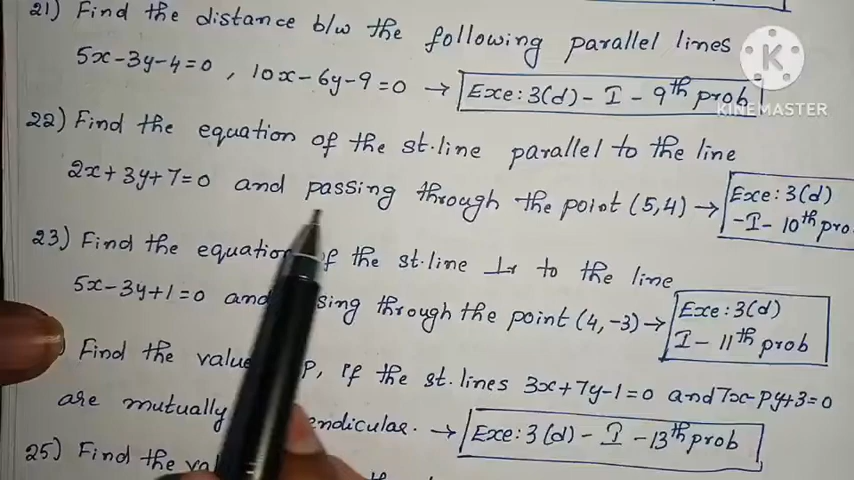 21) Find the distance b/w the following parallel lines
5x-3y-4=0 , 10x-6y-9=0 → Exe: 3(d) - I - 9th prob
KINEMASTER
22) Find the equation of the st.line parallel to the line
2x+3y+7=0 and passing through the point (5,4) → Exe: 3(d)
-I- 10th pro
23) Find the equation of the st.line ⊥r to the line
5x-3y+1=0 and sing through the point (4,-3) → Exe: 3(d)
I- 11th prob
) Find the value P, If the st.lines 3x+7y-1=0 and 7x-py+3=0
are mutually endicular. → Exe: 3(d) - I - 13th prob
25) Find the val the